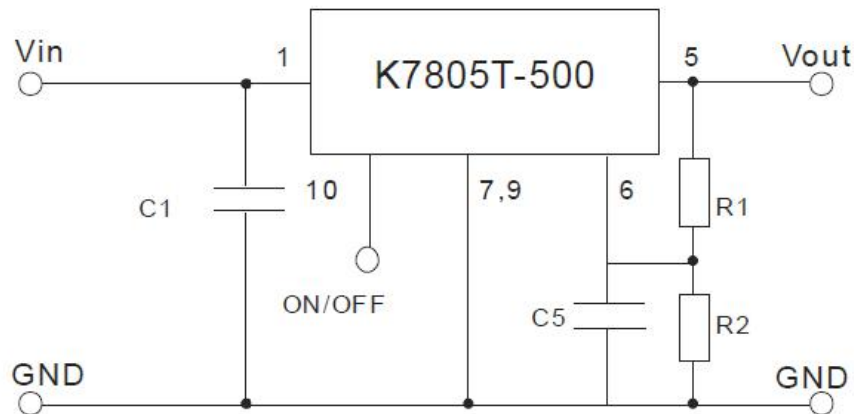 Vin
1
K7805T-500
5
Vout
C1
10
7,9
6
R1
ON/OFF
C5
R2
GND
GND